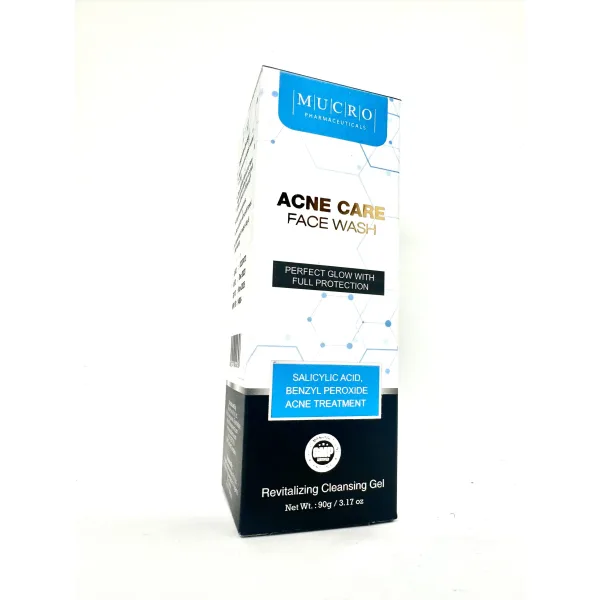 MUCRO
PHARMACEUTICALS
ACNE CARE
FACE WASH
PERFECT GLOW WITH
FULL PROTECTION
SALICYLIC ACID,
BENZYL PEROXIDE
ACNE TREATMENT
GMP
Revitalizing Cleansing Gel
Net Wt. : 90g / 3.17 oz